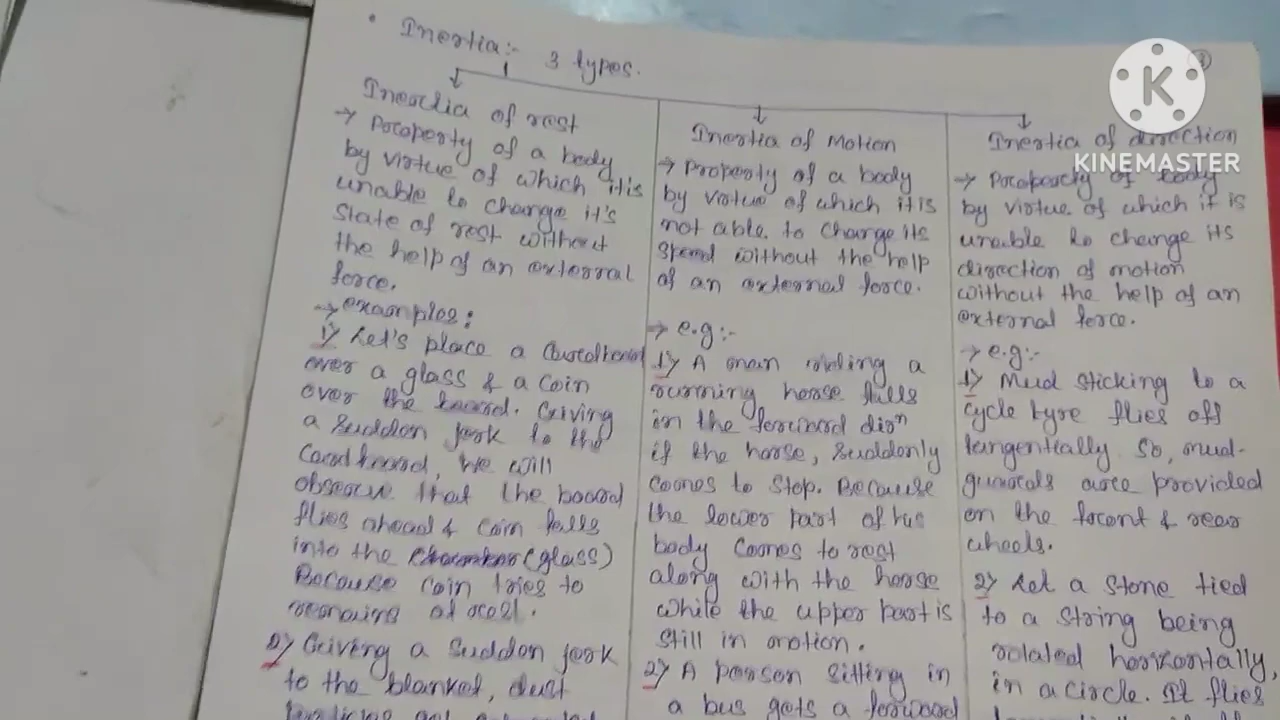 • Inertia:- 3 types.
Inertia of rest
→ Property of a body
by virtue of which it is
unable to change it's
state of rest without
the help of an external
force.
→ examples:
1) Let's place a Cardboard
over a glass & a coin
over the board. Giving
a sudden jerk to the
Cardboard, we will
observe that the board
flies ahead & coin falls
into the (glass)
Because coin tries to
remains at rest.
2) Giving a sudden jerk
to the blanket, dust
Inertia of Motion
→ Property of a body
by virtue of which it is
not able to change its
speed without the help
of an external force.
→ e.g:-
1) A man riding a
running horse falls
in the forward dirⁿ
if the horse, suddenly
comes to stop. Because
the lower part of his
body comes to rest
along with the horse
while the upper part is
still in motion.
2) A person sitting in
a bus gets a forward
Inertia of direction
→ Property of body
by virtue of which it is
unable to change its
direction of motion
without the help of an
external force.
→ e.g:-
1) Mud sticking to a
cycle tyre flies off
tangentially. So, mud-
guards are provided
on the front & rear
wheels.
2) Let a stone tied
to a string being
rotated horizontally,
in a circle. It flies
K
KINEMASTER